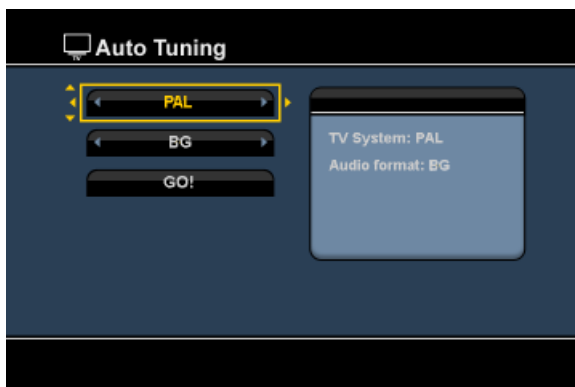 Auto Tuning
PAL
BG
GO!
TV System: PAL
Audio format: BG